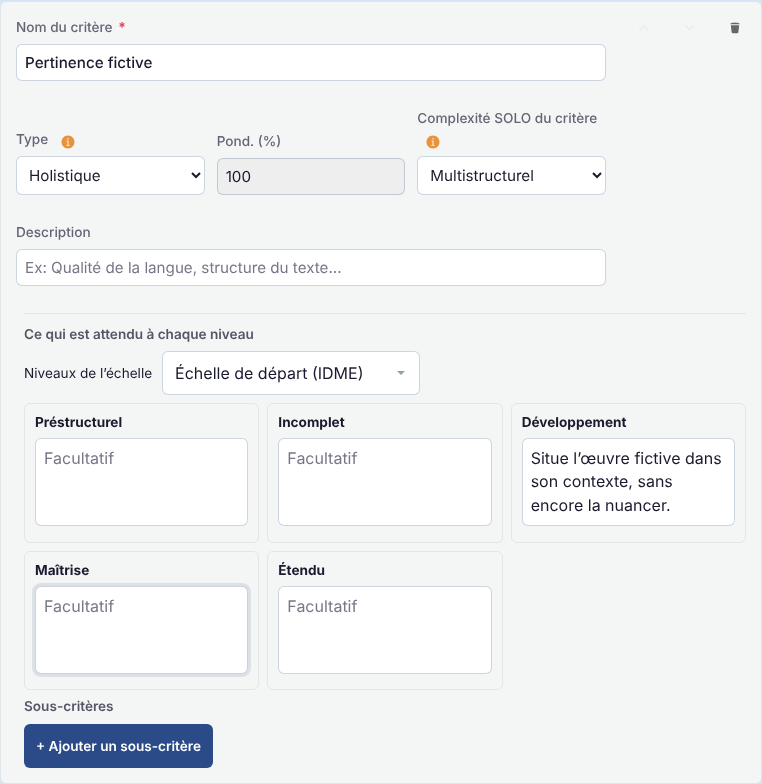 Nom du critère *
Pertinence fictive
Complexité SOLO du critère
Type
Pond. (%)
Holistique
100
Multistructurel
Description
Ex: Qualité de la langue, structure du texte...
Ce qui est attendu à chaque niveau
Niveaux de l'échelle
Échelle de départ (IDME)
Préstructurel
Incomplet
Développement
Facultatif
Facultatif
Situe l'œuvre fictive dans
son contexte, sans
encore la nuancer.
Maîtrise
Étendu
Facultatif
Facultatif
Sous-critères
+ Ajouter un sous-critère